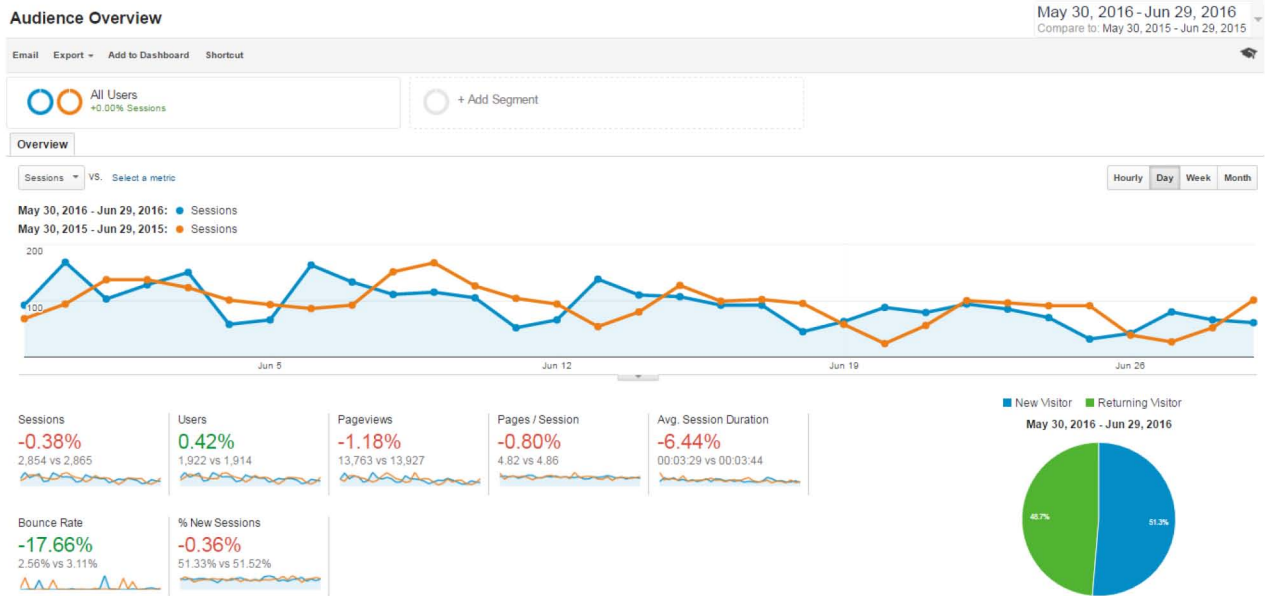 Audience Overview
May 30, 2016 - Jun 29, 2016
Compare to: May 30, 2015 - Jun 29, 2015
Email Export Add to Dashboard Shortcut
All Users
+0.00% Sessions
+ Add Segment
Overview
Sessions VS. Select a metric
Hourly Day Week Month
May 30, 2016 - Jun 29, 2016: Sessions
May 30, 2015 - Jun 29, 2015: Sessions
200
100
Jun 5 Jun 12 Jun 19 Jun 26
New Visitor Returning Visitor
May 30, 2016 - Jun 29, 2016
Sessions Users Pageviews Pages / Session Avg. Session Duration
-0.38% 0.42% -1.18% -0.80% -6.44%
2,854 vs 2,865 1,922 vs 1,914 13,763 vs 13,927 4.82 vs 4.86 00:03:29 vs 00:03:44
48.7% 51.3%
Bounce Rate % New Sessions
-17.66% -0.36%
2.56% vs 3.11% 51.33% vs 51.52%